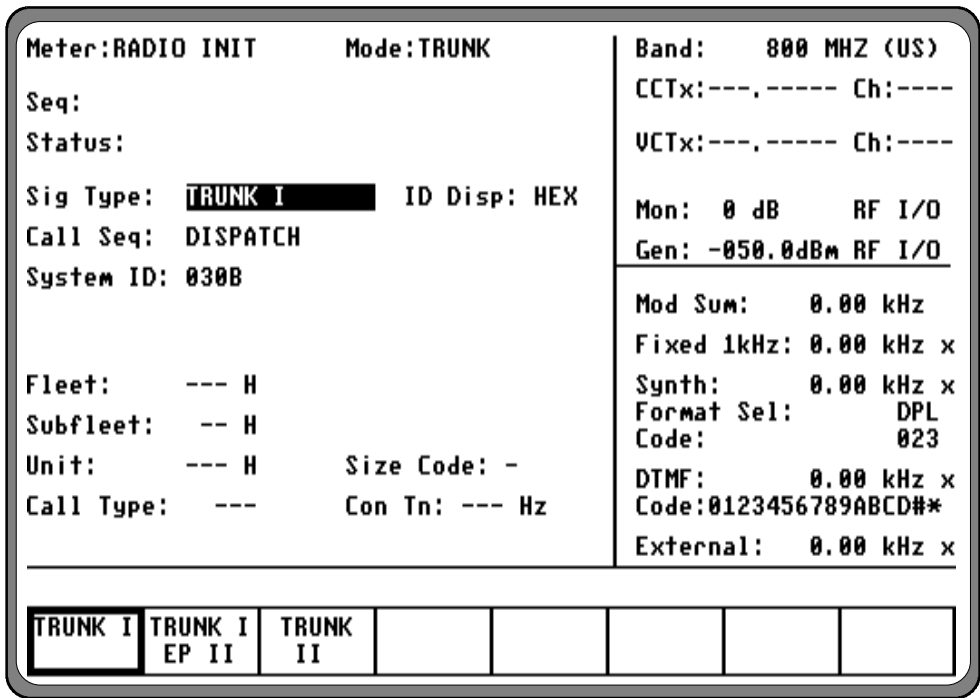 Meter:RADIO INIT Mode:TRUNK
Seq:
Status:
Sig Type: TRUNK I ID Disp: HEX
Call Seq: DISPATCH
System ID: 030B
Fleet: --- H
Subfleet: -- H
Unit: --- H Size Code: -
Call Type: --- Con Tn: --- Hz
Band: 800 MHZ (US)
CCTx:---.----- Ch:----
VCTx:---.----- Ch:----
Mon: 0 dB RF I/O
Gen: -050.0dBm RF I/O
Mod Sum: 0.00 kHz
Fixed 1kHz: 0.00 kHz x
Synth: 0.00 kHz x
Format Sel: DPL
Code: 023
DTMF: 0.00 kHz x
Code:0123456789ABCD#*
External: 0.00 kHz x
TRUNK I
TRUNK I
EP II
TRUNK
II